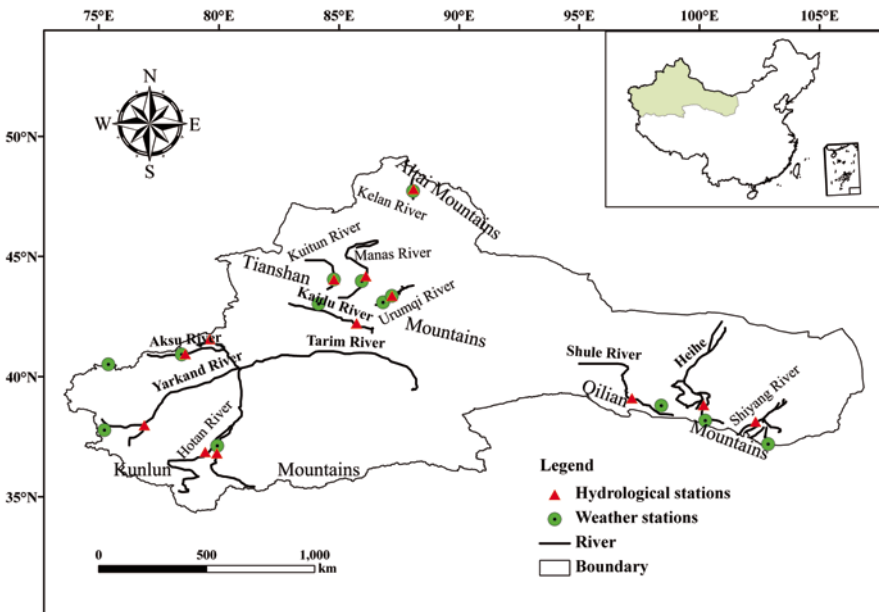 75°E 80°E 85°E 90°E 95°E 100°E 105°E
N
W E
S
50°N
45°N
40°N
35°N
Altai Mountains
Kelan River
Kuitun River
Manas River
Tianshan
Kaidu River
Urumqi River
Mountains
Aksu River
Tarim River
Yarkand River
Hotan River
Kunlun Mountains
Shule River
Heihe
Qilian
Shiyang River
Mountains
Legend
Hydrological stations
Weather stations
River
Boundary
0 500 1,000
km